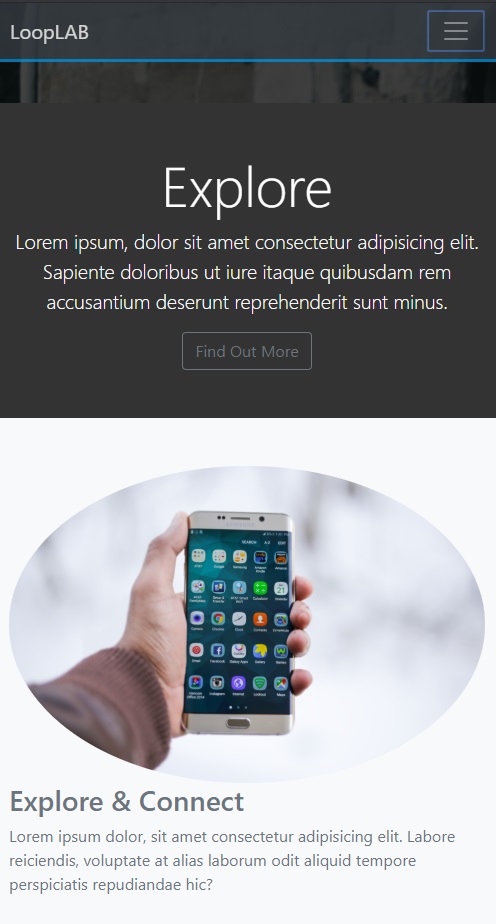 LoopLAB
Explore
Lorem ipsum, dolor sit amet consectetur adipisicing elit.
Sapiente doloribus ut iure itaque quibusdam rem
accusantium deserunt reprehenderit sunt minus.
Find Out More
SEARCH A-Z EDIT
Explore & Connect
Lorem ipsum dolor, sit amet consectetur adipisicing elit. Labore
reiciendis, voluptate at alias laborum odit aliquid tempore
perspiciatis repudiandae hic?